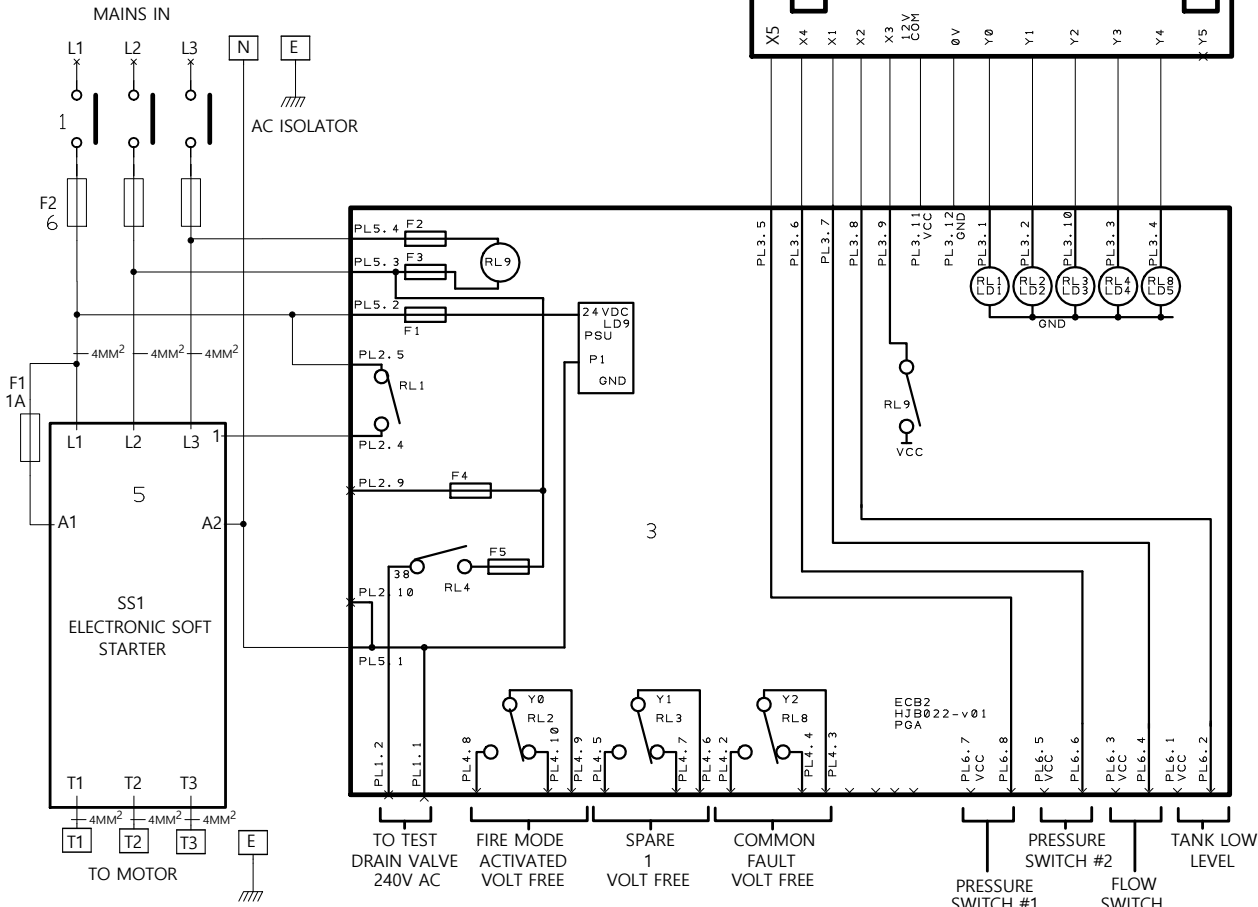 MAINS IN
L1 L2 L3 N E
AC ISOLATOR
1
F2
6
4MM² 4MM² 4MM²
F1
1A
L1 L2 L3 1
5
A1 A2
SS1
ELECTRONIC SOFT
STARTER
T1 T2 T3
4MM² 4MM² 4MM²
T1 T2 T3 E
TO MOTOR
X5 X4 X1 X2 X3 12V COM 0V Y0 Y1 Y2 Y3 Y4 Y5
PL3.5 PL3.6 PL3.7 PL3.8 PL3.9 PL3.11 VCC PL3.12 GND PL3.1 PL3.2 PL3.10 PL3.3 PL3.4
RL1 RL2 RL3 RL4 RL8
LD1 LD2 LD3 LD4 LD5
GND
PL5.4 F2
RL9
PL5.3 F3
PL5.2
F1
24VDC
LD9
PSU
P1
GND
PL2.5
RL1
PL2.4
RL9
VCC
PL2.9 F4
3
F5
38
RL4
PL2.10
PL5.1
Y0 Y1 Y2
RL2 RL3 RL8
ECB2
HJB022-v01
PGA
PL1.2 PL1.1 PL4.8 PL4.10 PL4.9 PL4.5 PL4.7 PL4.6 PL4.2 PL4.4 PL4.3 PL6.7 VCC PL6.8 PL6.5 VCC PL6.6 PL6.3 VCC PL6.4 PL6.1 VCC PL6.2
TO TEST
DRAIN VALVE
240V AC
FIRE MODE
ACTIVATED
VOLT FREE
SPARE
1
VOLT FREE
COMMON
FAULT
VOLT FREE
PRESSURE
SWITCH #1
PRESSURE
SWITCH #2
FLOW
SWITCH
TANK LOW
LEVEL